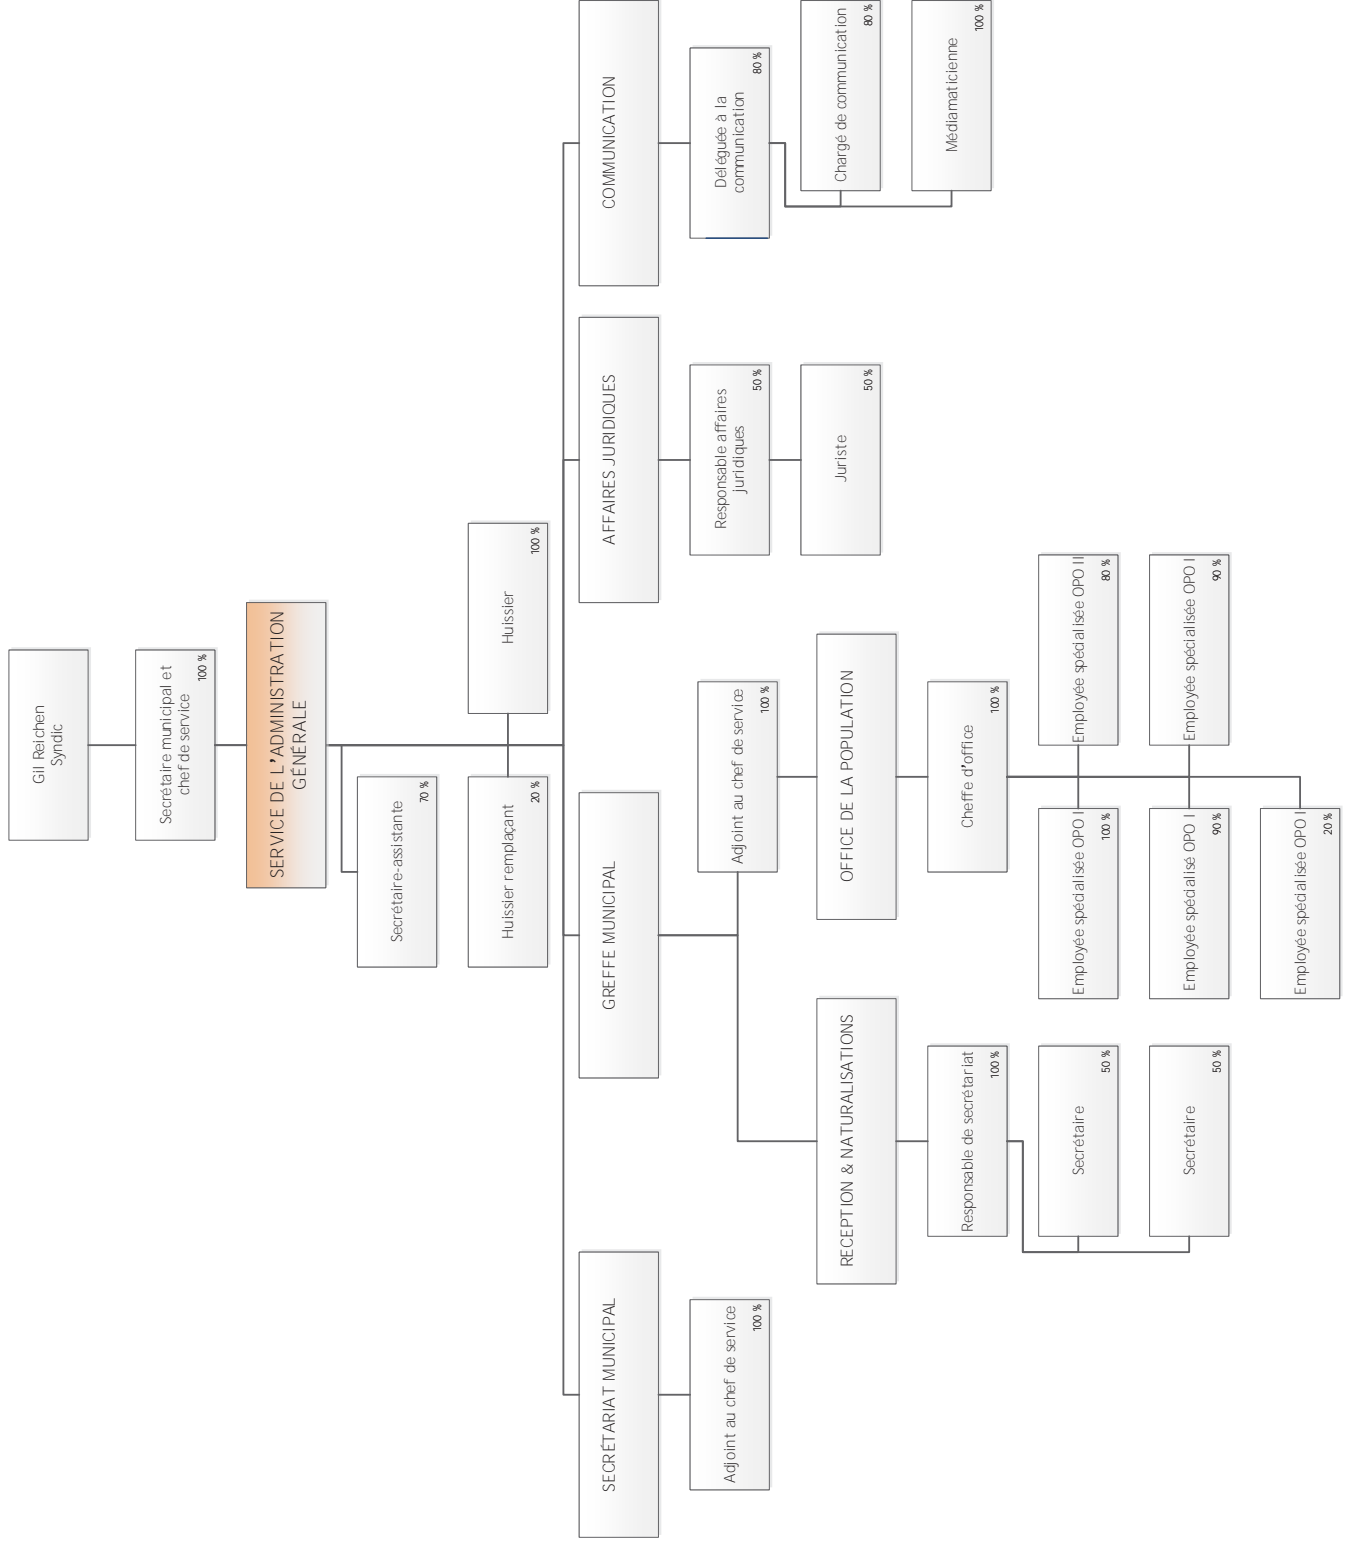 Gil Reichen
Syndic
Secrétaire municipal et
chef de service
100 %
SERVICE DE L'ADMINISTRATION
GÉNÉRALE
Secrétaire-assistante
70 %
Huissier remplaçant
20 %
Huissier
100 %
SECRÉTARIAT MUNICIPAL
GREFFE MUNICIPAL
AFFAIRES JURIDIQUES
COMMUNICATION
Adjoint au chef de service
100 %
Adjoint au chef de service
100 %
Responsable affaires
juridiques
50 %
Déléguée à la
communication
80 %
Juriste
50 %
Chargé de communication
80 %
Médiamaticienne
100 %
RECEPTION & NATURALISATIONS
OFFICE DE LA POPULATION
Responsable de secrétariat
100 %
Cheffe d'office
100 %
Secrétaire
50 %
Secrétaire
50 %
Employée spécialisée OPO I
100 %
Employée spécialisée OPO II
80 %
Employée spécialisé OPO I
90 %
Employée spécialisée OPO I
90 %
Employée spécialisée OPO I
20 %